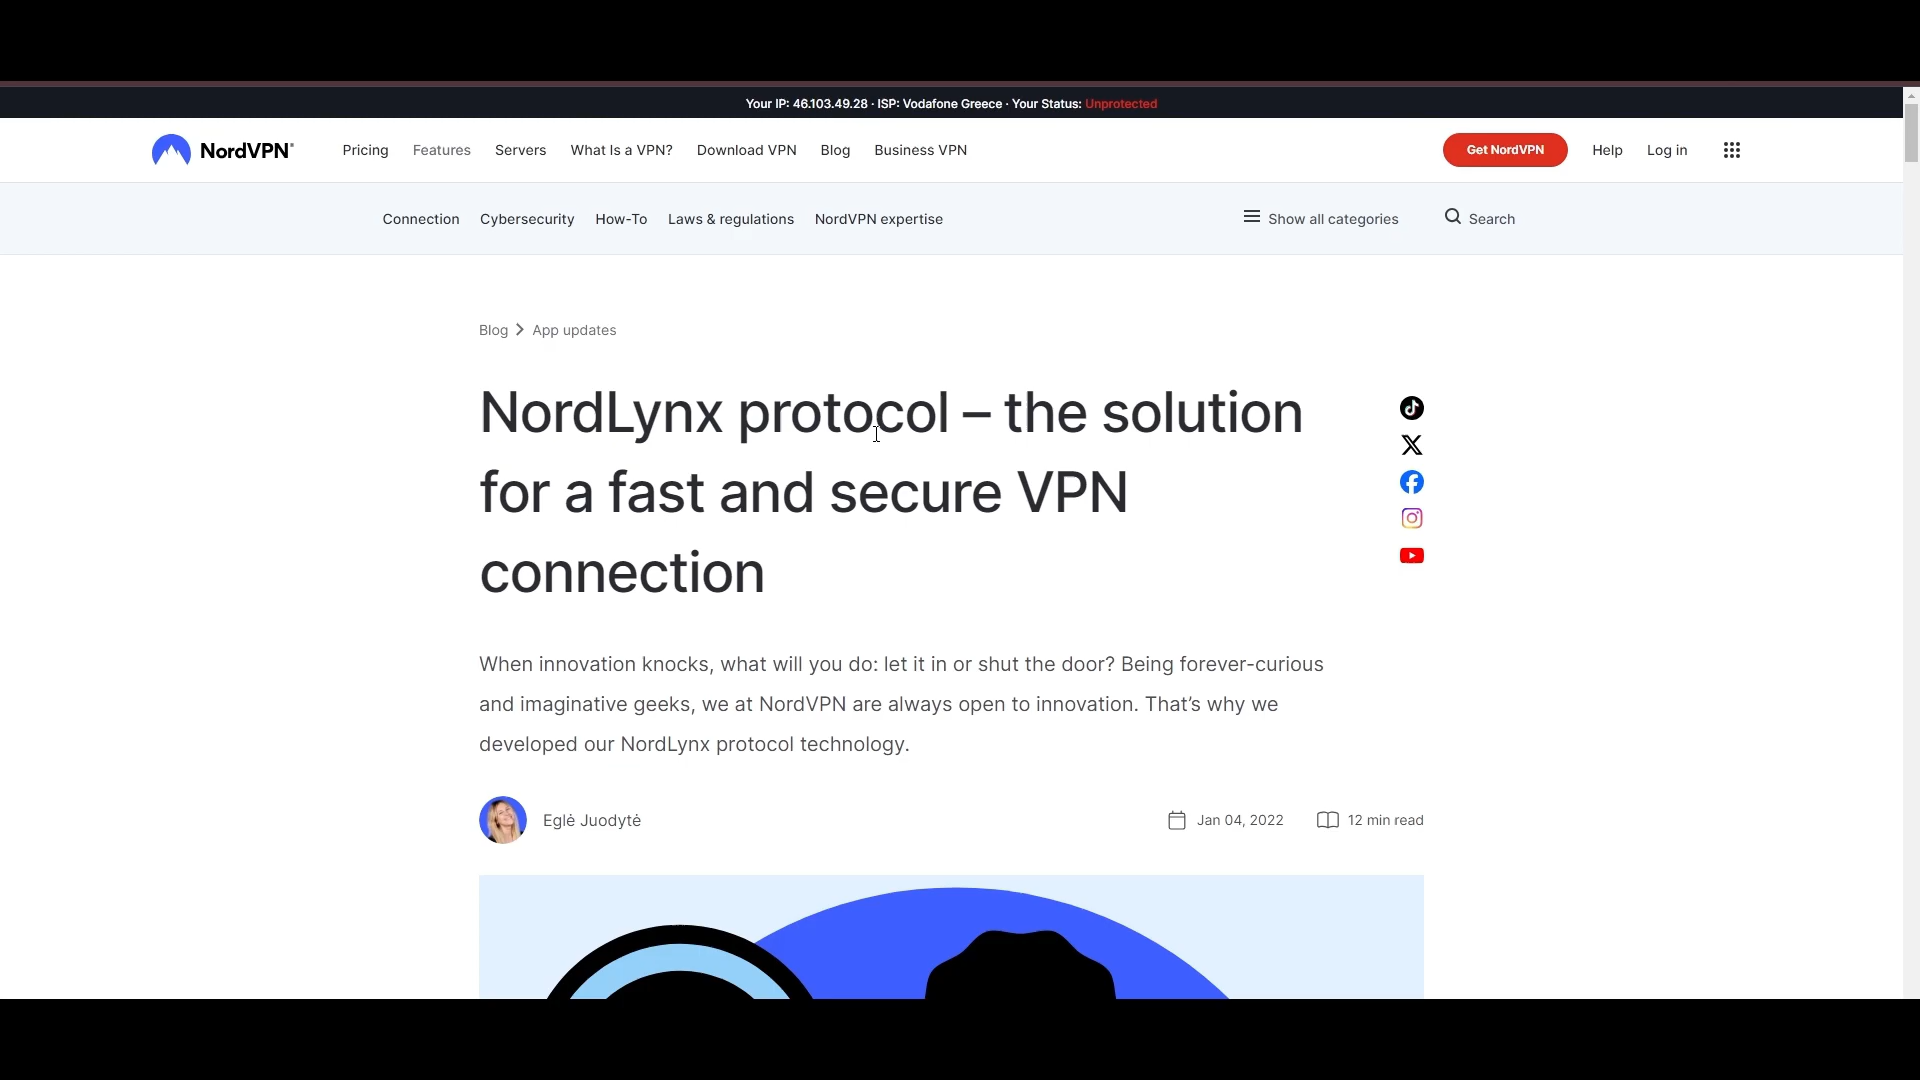 Your IP: 46.103.49.28 · ISP: Vodafone Greece · Your Status: Unprotected
NordVPN®
Pricing
Features
Servers
What Is a VPN?
Download VPN
Blog
Business VPN
Get NordVPN
Help
Log in
Connection
Cybersecurity
How-To
Laws & regulations
NordVPN expertise
Show all categories
Search
Blog
App updates
NordLynx protocol – the solution
for a fast and secure VPN
connection
When innovation knocks, what will you do: let it in or shut the door? Being forever-curious
and imaginative geeks, we at NordVPN are always open to innovation. That’s why we
developed our NordLynx protocol technology.
Eglė Juodytė
Jan 04, 2022
12 min read